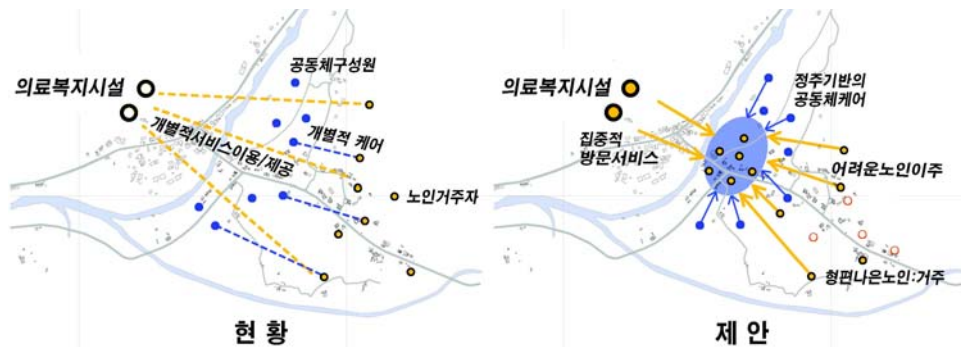 의료복지시설
공동체구성원
개별적 케어
개별적서비스이용/제공
노인거주자
현 황
의료복지시설
정주기반의
공동체케어
집중적
방문서비스
어려운노인이주
형편나은노인:거주
제 안